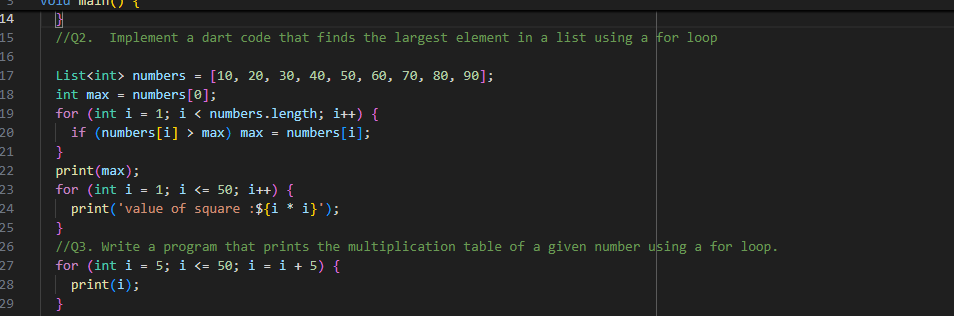 3 void main() {
14 }
15 //Q2.  Implement a dart code that finds the largest element in a list using a for loop
16
17 List<int> numbers = [10, 20, 30, 40, 50, 60, 70, 80, 90];
18 int max = numbers[0];
19 for (int i = 1; i < numbers.length; i++) {
20 if (numbers[i] > max) max = numbers[i];
21 }
22 print(max);
23 for (int i = 1; i <= 50; i++) {
24 print('value of square :${i * i}');
25 }
26 //Q3. Write a program that prints the multiplication table of a given number using a for loop.
27 for (int i = 5; i <= 50; i = i + 5) {
28 print(i);
29 }